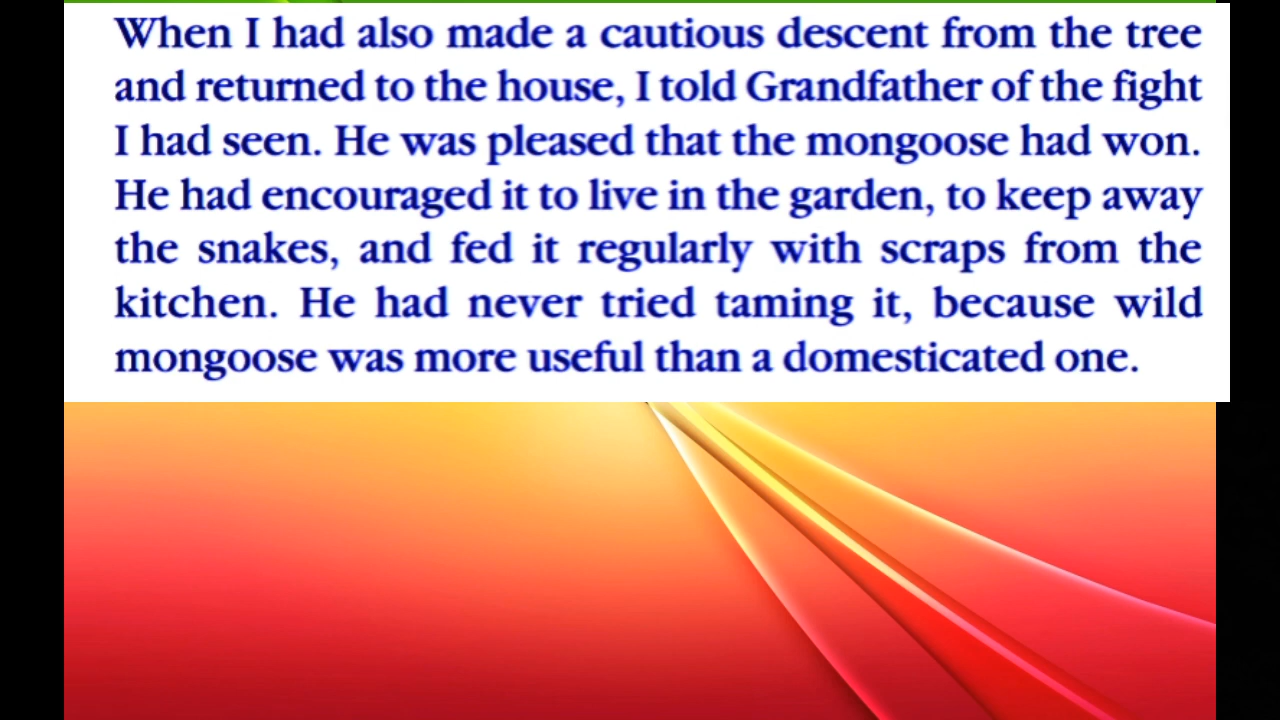 When I had also made a cautious descent from the tree
and returned to the house, I told Grandfather of the fight
I had seen. He was pleased that the mongoose had won.
He had encouraged it to live in the garden, to keep away
the snakes, and fed it regularly with scraps from the
kitchen. He had never tried taming it, because wild
mongoose was more useful than a domesticated one.